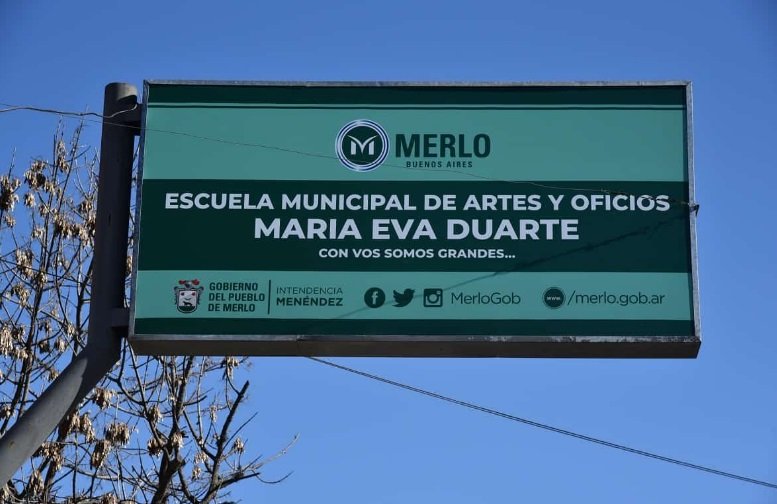 MERLO
BUENOS AIRES
ESCUELA MUNICIPAL DE ARTES Y OFICIOS
MARIA EVA DUARTE
CON VOS SOMOS GRANDES...
GOBIERNO
DEL PUEBLO
DE MERLO
INTENDENCIA
MENÉNDEZ
MerloGob
www. /merlo.gob.ar